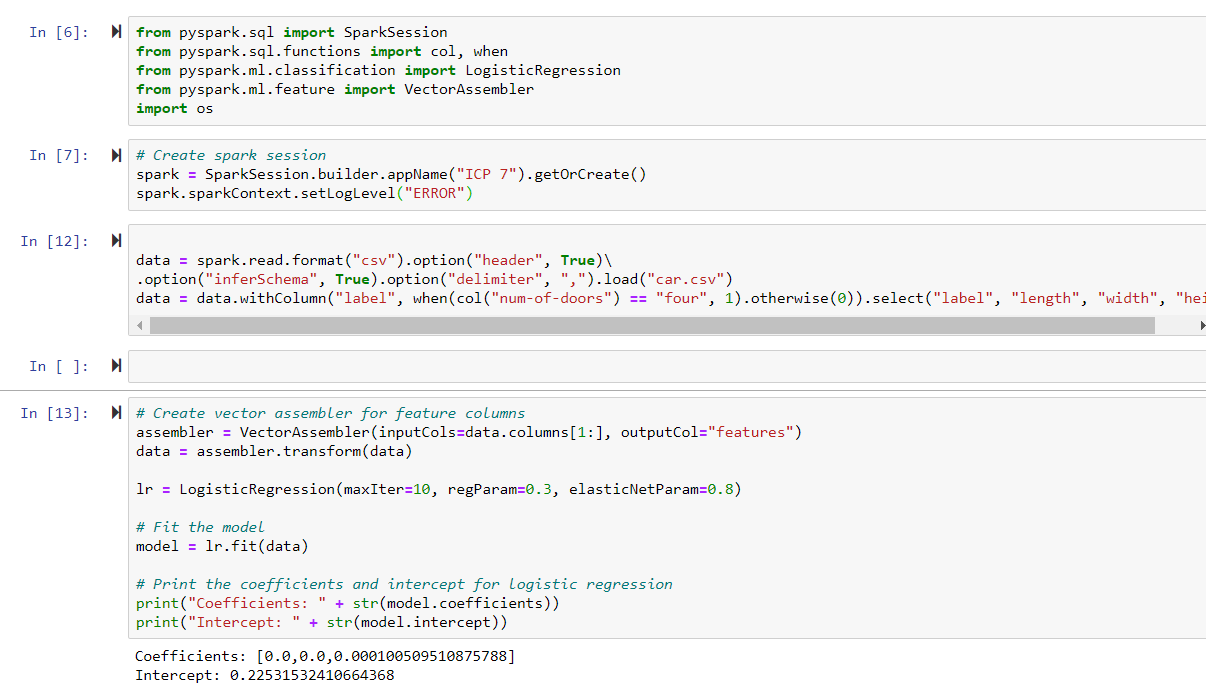 In [6]:
from pyspark.sql import SparkSession
from pyspark.sql.functions import col, when
from pyspark.ml.classification import LogisticRegression
from pyspark.ml.feature import VectorAssembler
import os
In [7]:
# Create spark session
spark = SparkSession.builder.appName("ICP 7").getOrCreate()
spark.sparkContext.setLogLevel("ERROR")
In [12]:
data = spark.read.format("csv").option("header", True)\
.option("inferSchema", True).option("delimiter", ",").load("car.csv")
data = data.withColumn("label", when(col("num-of-doors") == "four", 1).otherwise(0)).select("label", "length", "width", "hei
In [ ]:
In [13]:
# Create vector assembler for feature columns
assembler = VectorAssembler(inputCols=data.columns[1:], outputCol="features")
data = assembler.transform(data)
lr = LogisticRegression(maxIter=10, regParam=0.3, elasticNetParam=0.8)
# Fit the model
model = lr.fit(data)
# Print the coefficients and intercept for logistic regression
print("Coefficients: " + str(model.coefficients))
print("Intercept: " + str(model.intercept))
Coefficients: [0.0,0.0,0.000100509510875788]
Intercept: 0.22531532410664368